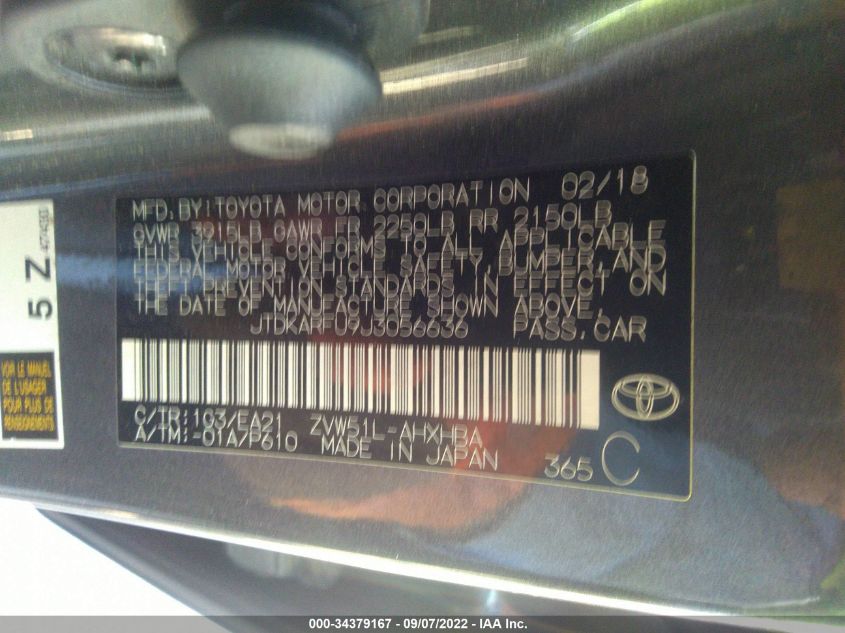 MFD.BY:TOYOTA MOTOR CORPORATION 02/18
GVWR 3915LB GAWR FR 2250LB RR 2150LB
THIS VEHICLE CONFORMS TO ALL APPLICABLE
FEDERAL MOTOR VEHICLE SAFETY,BUMPER,AND
THEFT PREVENTION STANDARDS IN EFFECT ON
THE DATE OF MANUFACTURE SHOWN ABOVE.
JTDKARFU9J3056636 PASS.CAR
C/TR:1G3/EA21 ZVW51L-AHXHBA
A/TM:-01A/P610 MADE IN JAPAN
365 C
5 Z
VOIR LE MANUEL
DE L'USAGER
POUR PLUS DE
RENSEIGNEMENTS
000-34379167 - 09/07/2022 - IAA Inc.